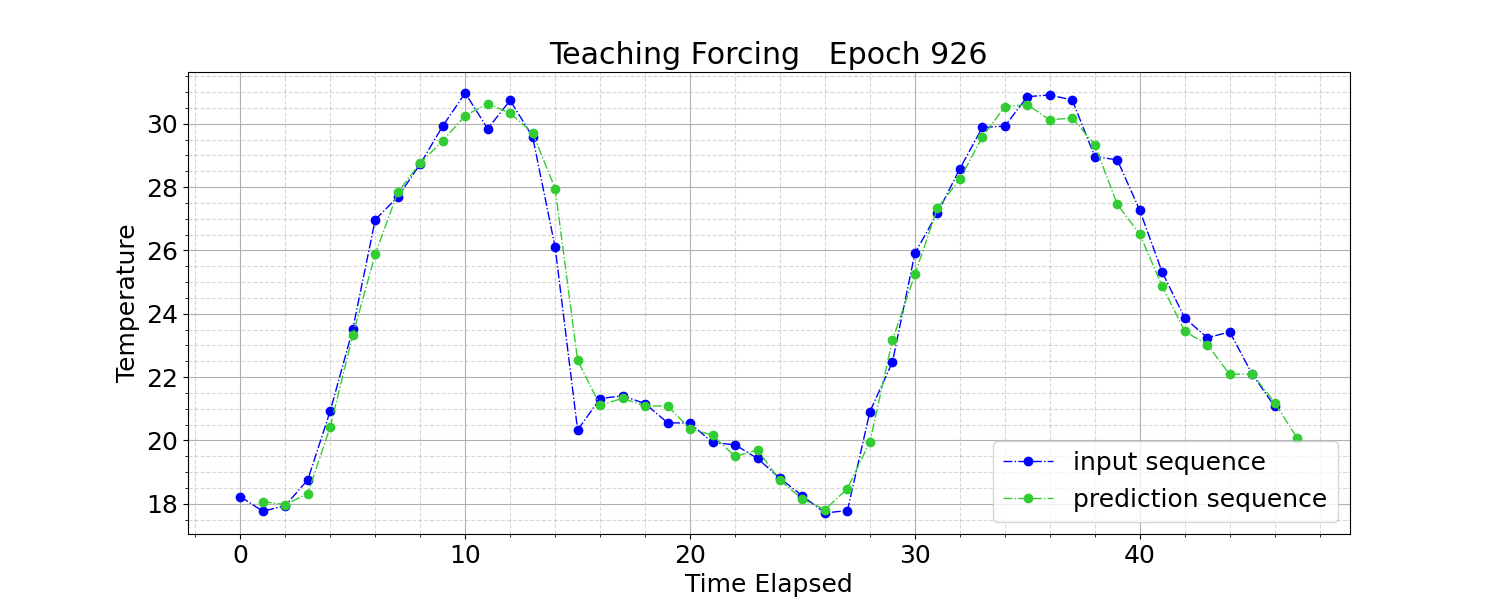 Teaching Forcing   Epoch 926
30
28
26
24
22
20
18
Temperature
0
10
20
30
40
Time Elapsed
input sequence
prediction sequence